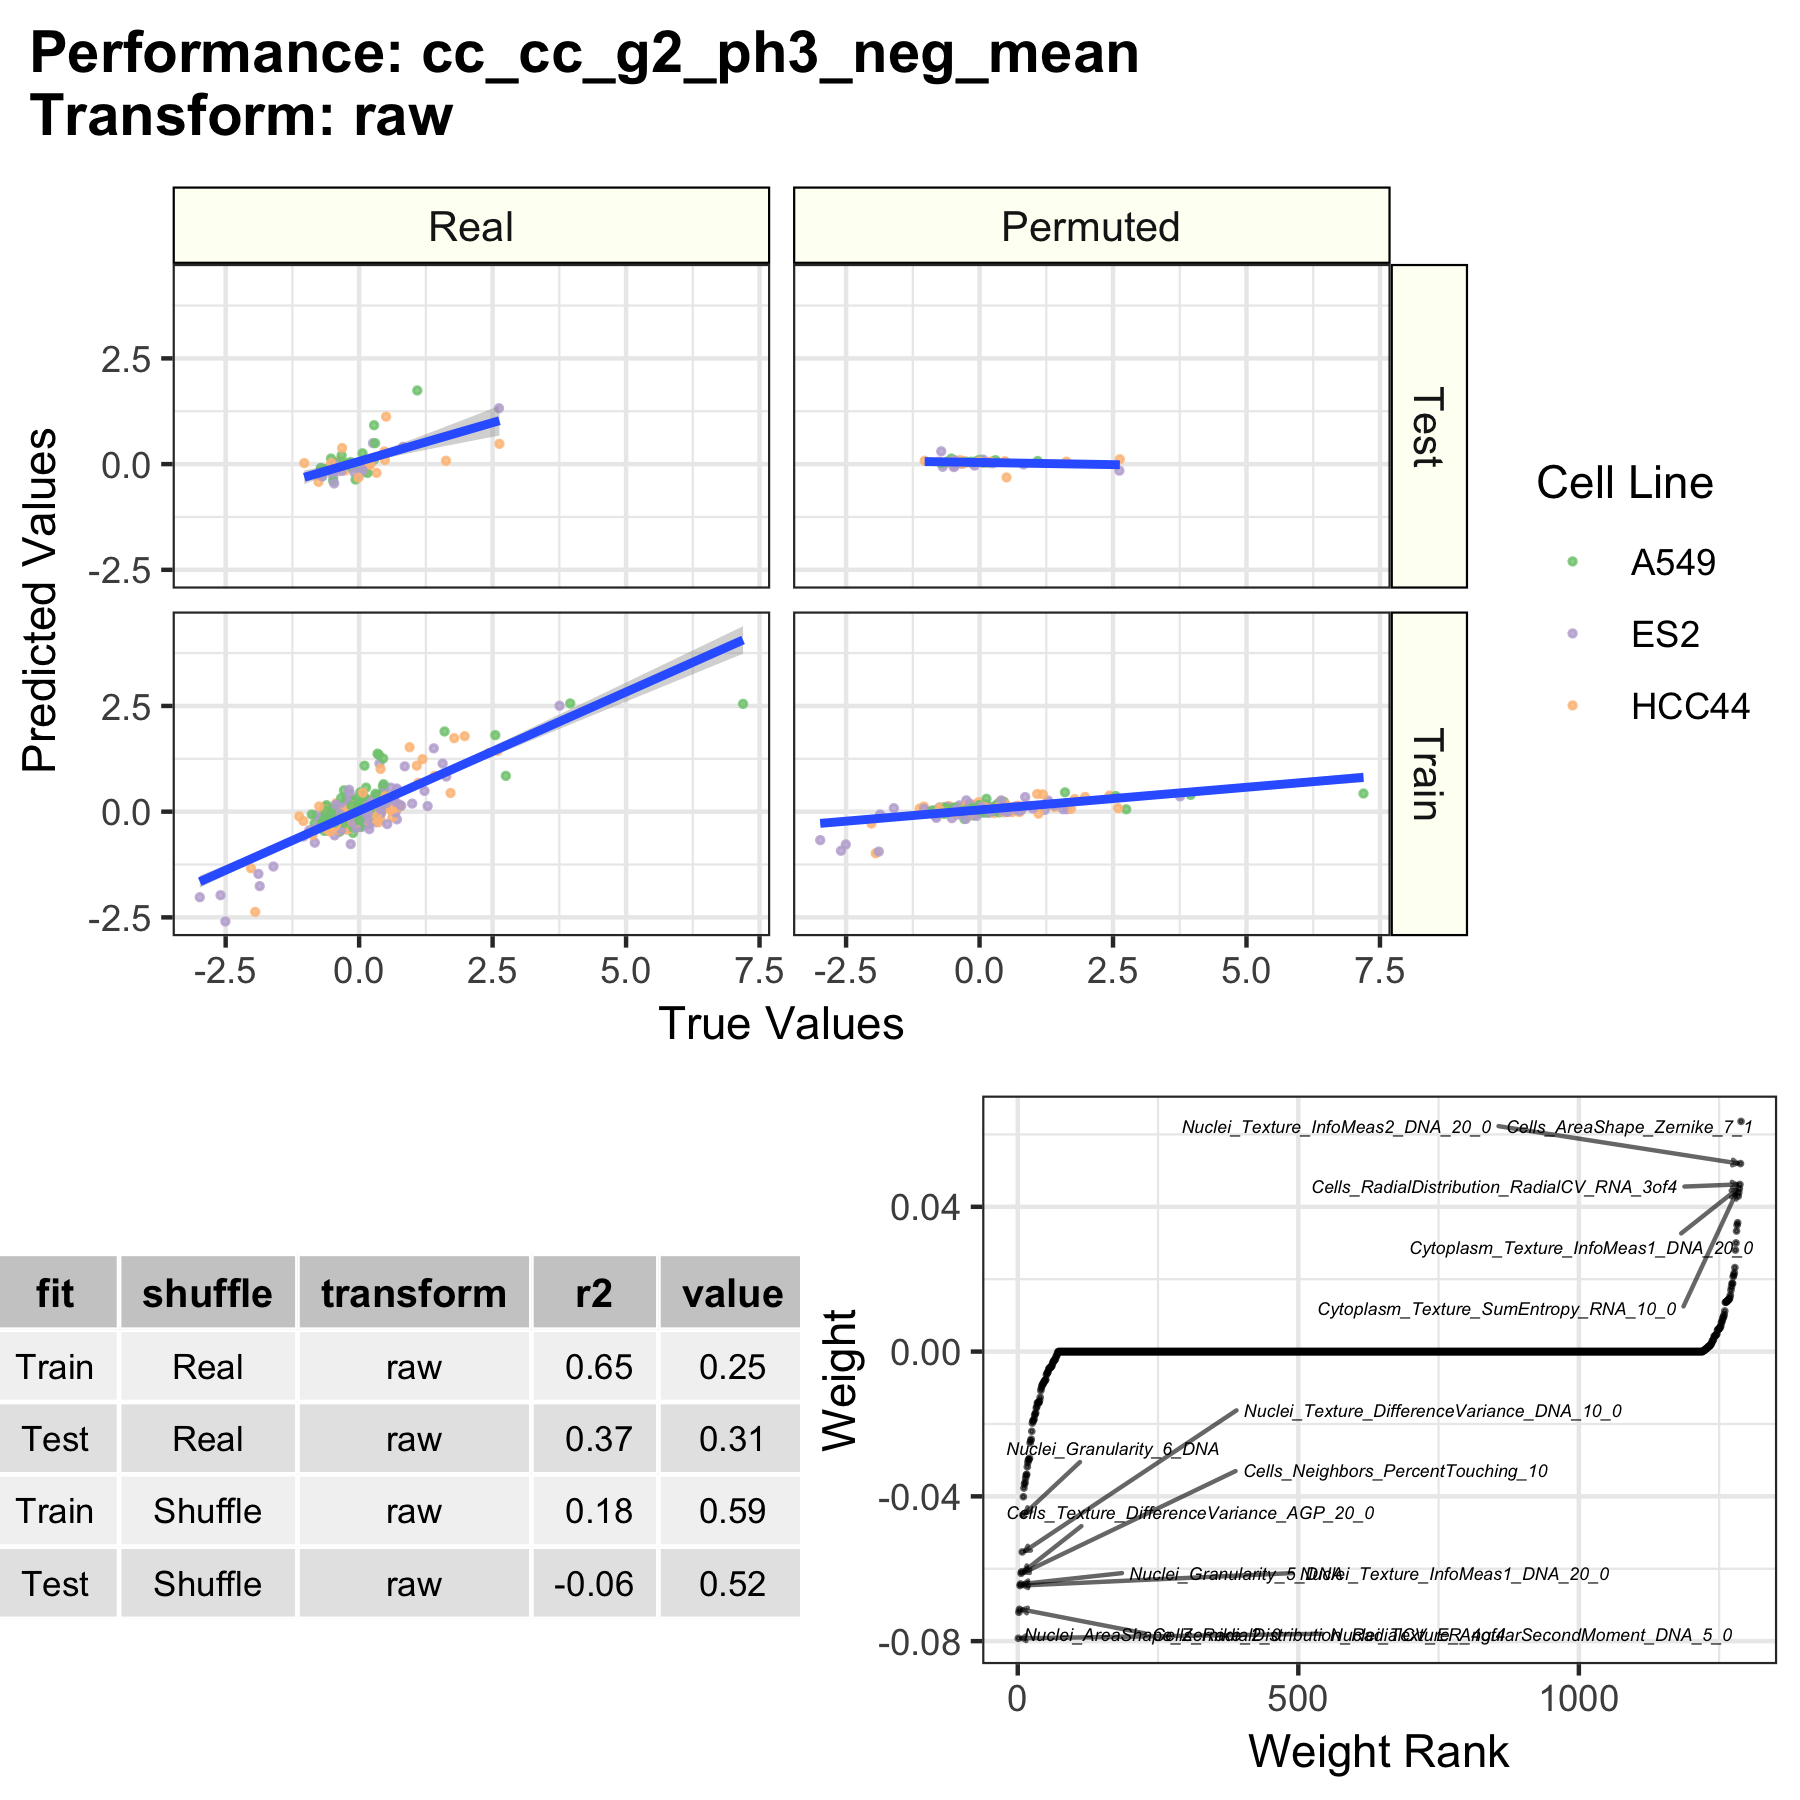 Performance: cc_cc_g2_ph3_neg_mean
Transform: raw
Real
Permuted
2.5
0.0
-2.5
Test
2.5
0.0
-2.5
Train
Predicted Values
-2.5 0.0 2.5 5.0 7.5
-2.5 0.0 2.5 5.0 7.5
True Values
Cell Line
A549
ES2
HCC44
fit shuffle transform r2 value
Train Real raw 0.65 0.25
Test Real raw 0.37 0.31
Train Shuffle raw 0.18 0.59
Test Shuffle raw -0.06 0.52
Weight
0.04
0.00
-0.04
-0.08
Nuclei_Texture_InfoMeas2_DNA_20_0
Cells_AreaShape_Zernike_7_1
Cells_RadialDistribution_RadialCV_RNA_3of4
Cytoplasm_Texture_InfoMeas1_DNA_20_0
Cytoplasm_Texture_SumEntropy_RNA_10_0
Nuclei_Texture_DifferenceVariance_DNA_10_0
Nuclei_Granularity_6_DNA
Cells_Neighbors_PercentTouching_10
Cells_Texture_DifferenceVariance_AGP_20_0
Nuclei_Granularity_5_DNA
Nuclei_Texture_InfoMeas1_DNA_20_0
Nuclei_AreaShape_Zernike_2_0
Cells_RadialDistribution_RadialCV_ER_4of4
Nuclei_Texture_AngularSecondMoment_DNA_5_0
0 500 1000
Weight Rank